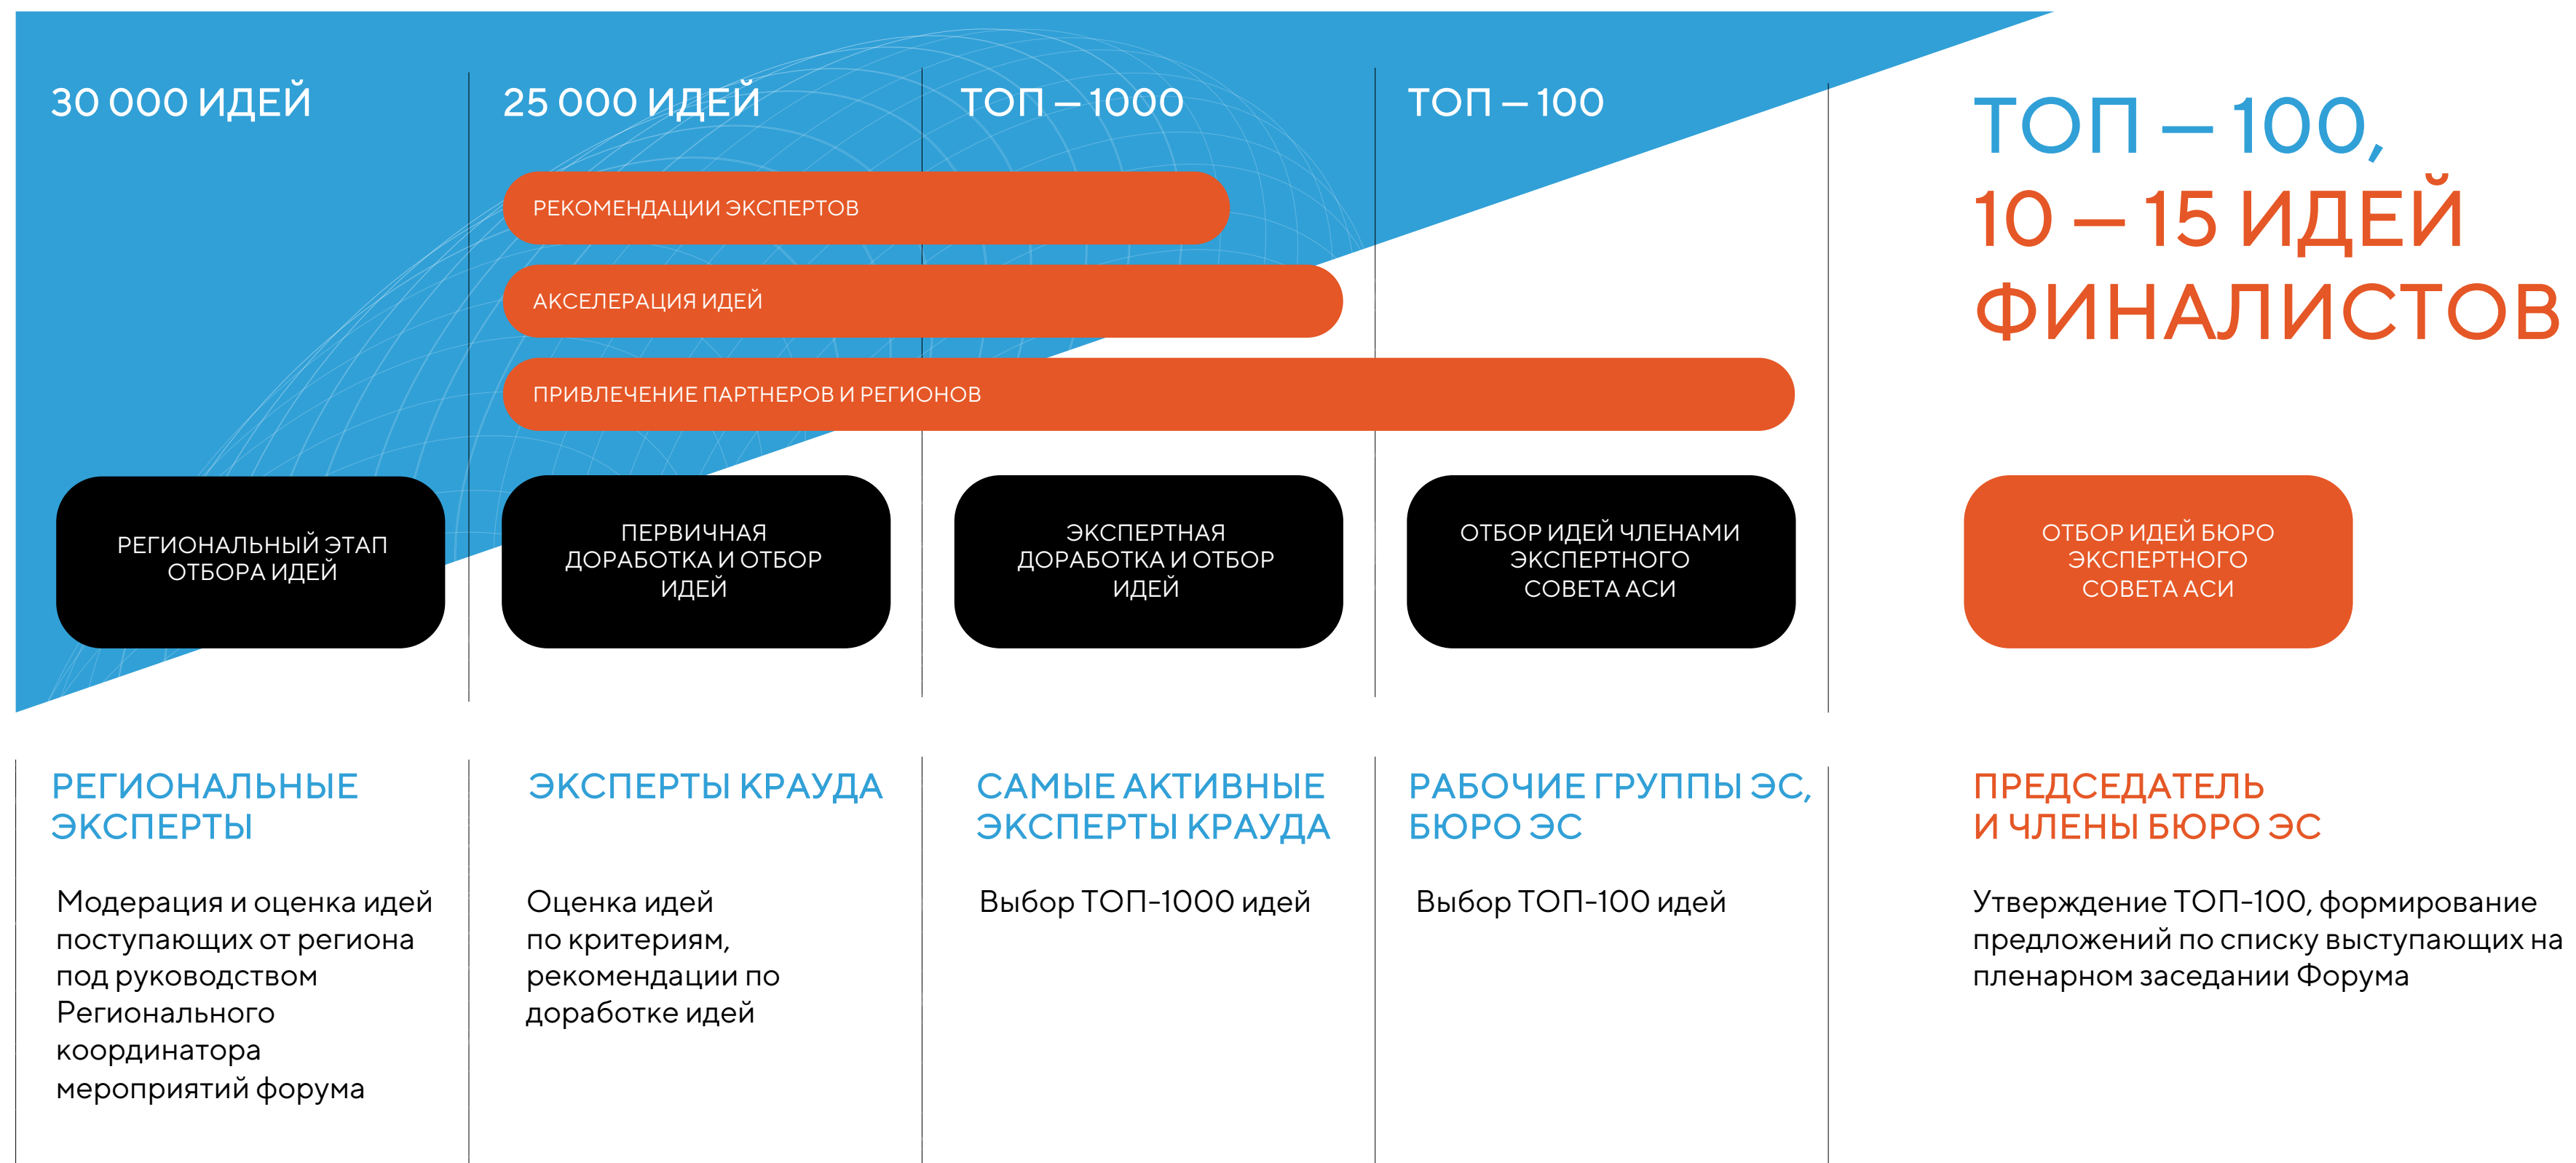 30 000 ИДЕЙ
25 000 ИДЕЙ
ТОП – 1000
ТОП – 100
ТОП – 100,
10 – 15 ИДЕЙ
ФИНАЛИСТОВ
РЕКОМЕНДАЦИИ ЭКСПЕРТОВ
АКСЕЛЕРАЦИЯ ИДЕЙ
ПРИВЛЕЧЕНИЕ ПАРТНЕРОВ И РЕГИОНОВ
РЕГИОНАЛЬНЫЙ ЭТАП
ОТБОРА ИДЕЙ
ПЕРВИЧНАЯ
ДОРАБОТКА И ОТБОР
ИДЕЙ
ЭКСПЕРТНАЯ
ДОРАБОТКА И ОТБОР
ИДЕЙ
ОТБОР ИДЕЙ ЧЛЕНАМИ
ЭКСПЕРТНОГО
СОВЕТА АСИ
ОТБОР ИДЕЙ БЮРО
ЭКСПЕРТНОГО
СОВЕТА АСИ
РЕГИОНАЛЬНЫЕ
ЭКСПЕРТЫ
Модерация и оценка идей
поступающих от региона
под руководством
Регионального
координатора
мероприятий форума
ЭКСПЕРТЫ КРАУДА
Оценка идей
по критериям,
рекомендации по
доработке идей
САМЫЕ АКТИВНЫЕ
ЭКСПЕРТЫ КРАУДА
Выбор ТОП-1000 идей
РАБОЧИЕ ГРУППЫ ЭС,
БЮРО ЭС
Выбор ТОП-100 идей
ПРЕДСЕДАТЕЛЬ
И ЧЛЕНЫ БЮРО ЭС
Утверждение ТОП-100, формирование
предложений по списку выступающих на
пленарном заседании Форума